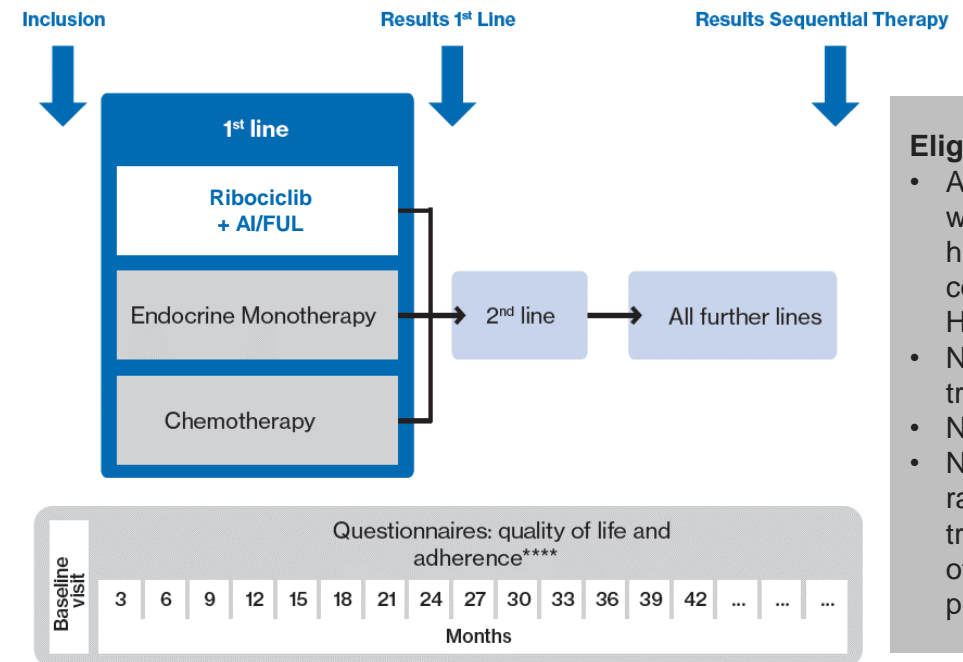 Inclusion
Results 1st Line
Results Sequential Therapy
1st line
Ribociclib
+ AI/FUL
Endocrine Monotherapy
2nd line
All further lines
Chemotherapy
Questionnaires: quality of life and
adherence****
Baseline
visit
3 6 9 12 15 18 21 24 27 30 33 36 39 42 ... ... ...
Months